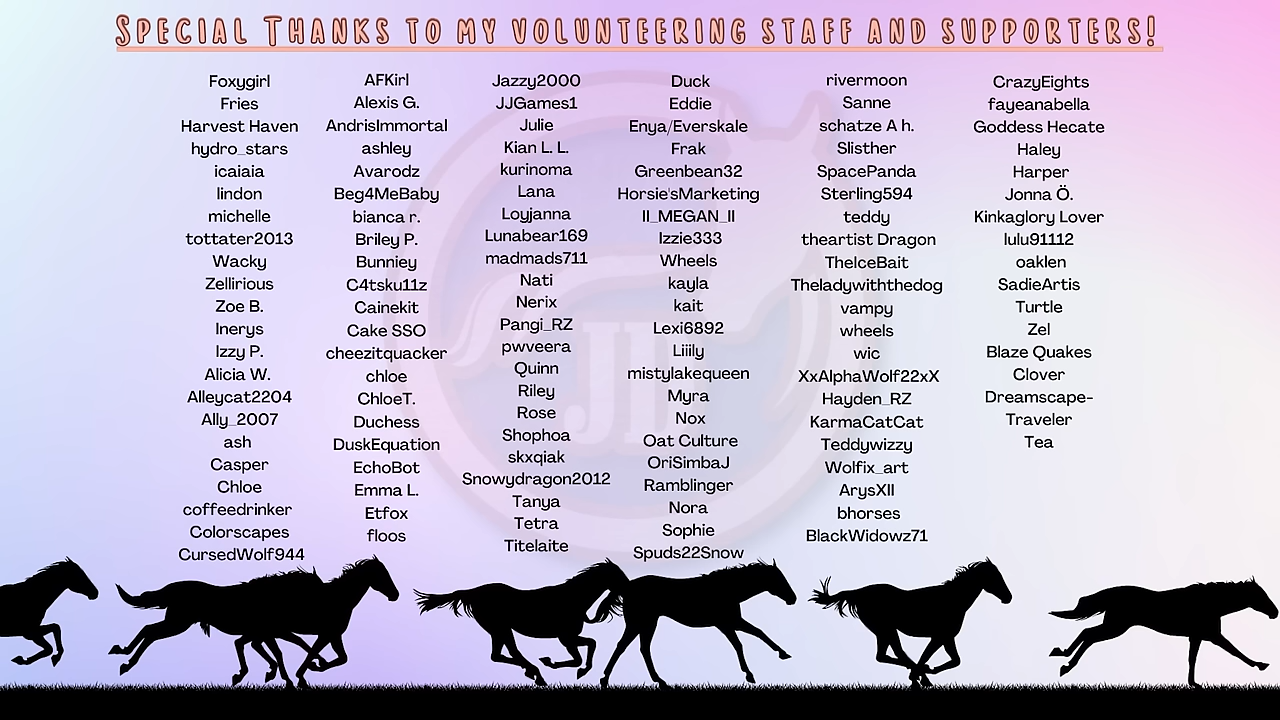 Special Thanks to my volunteering staff and supporters!
Foxygirl
Fries
Harvest Haven
hydro_stars
icaiaia
lindon
michelle
tottater2013
Wacky
Zellirious
Zoe B.
Inerys
Izzy P.
Alicia W.
Alleycat2204
Ally_2007
ash
Casper
Chloe
coffeedrinker
Colorscapes
CursedWolf944
AFKirl
Alexis G.
AndrisImmortal
ashley
Avarodz
Beg4MeBaby
bianca r.
Briley P.
Bunniey
C4tsku11z
Cainekit
Cake SSO
cheezitquacker
chloe
ChloeT.
Duchess
DuskEquation
EchoBot
Emma L.
Etfox
floos
Jazzy2000
JJGames1
Julie
Kian L. L.
kurinoma
Lana
Loyjanna
Lunabear169
madmads711
Nati
Nerix
Pangi_RZ
pwveera
Quinn
Riley
Rose
Shophoa
skxqiak
Snowydragon2012
Tanya
Tetra
Titelaite
Duck
Eddie
Enya/Everskale
Frak
Greenbean32
Horsie'sMarketing
II_MEGAN_II
Izzie333
Wheels
kayla
kait
Lexi6892
Liiily
mistylakequeen
Myra
Nox
Oat Culture
OriSimbaJ
Ramblinger
Nora
Sophie
Spuds22Snow
rivermoon
Sanne
schatze A h.
Slisther
SpacePanda
Sterling594
teddy
theartist Dragon
TheIceBait
Theladywiththedog
vampy
wheels
wic
XxAlphaWolf22xX
Hayden_RZ
KarmaCatCat
Teddywizzy
Wolfix_art
ArysXII
bhorses
BlackWidowz71
CrazyEights
fayeanabella
Goddess Hecate
Haley
Harper
Jonna Ö.
Kinkaglory Lover
lulu91112
oaklen
SadieArtis
Turtle
Zel
Blaze Quakes
Clover
Dreamscape-
Traveler
Tea